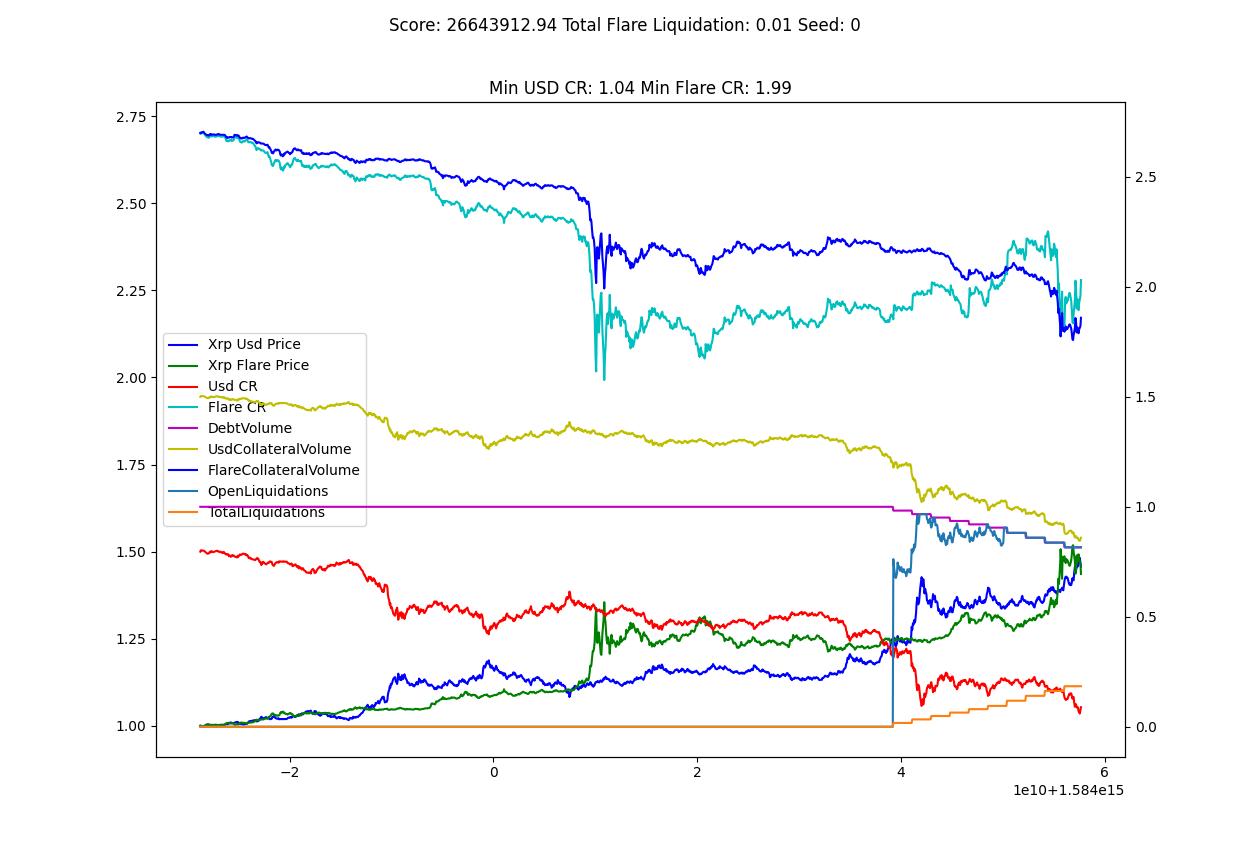 Score: 26643912.94 Total Flare Liquidation: 0.01 Seed: 0
Min USD CR: 1.04 Min Flare CR: 1.99
2.75
2.50
2.25
2.00
1.75
1.50
1.25
1.00
Xrp Usd Price
Xrp Flare Price
Usd CR
Flare CR
DebtVolume
UsdCollateralVolume
FlareCollateralVolume
OpenLiquidations
TotalLiquidations
2.5
2.0
1.5
1.0
0.5
0.0
−2 0 2 4 6
1e10+1.584e15